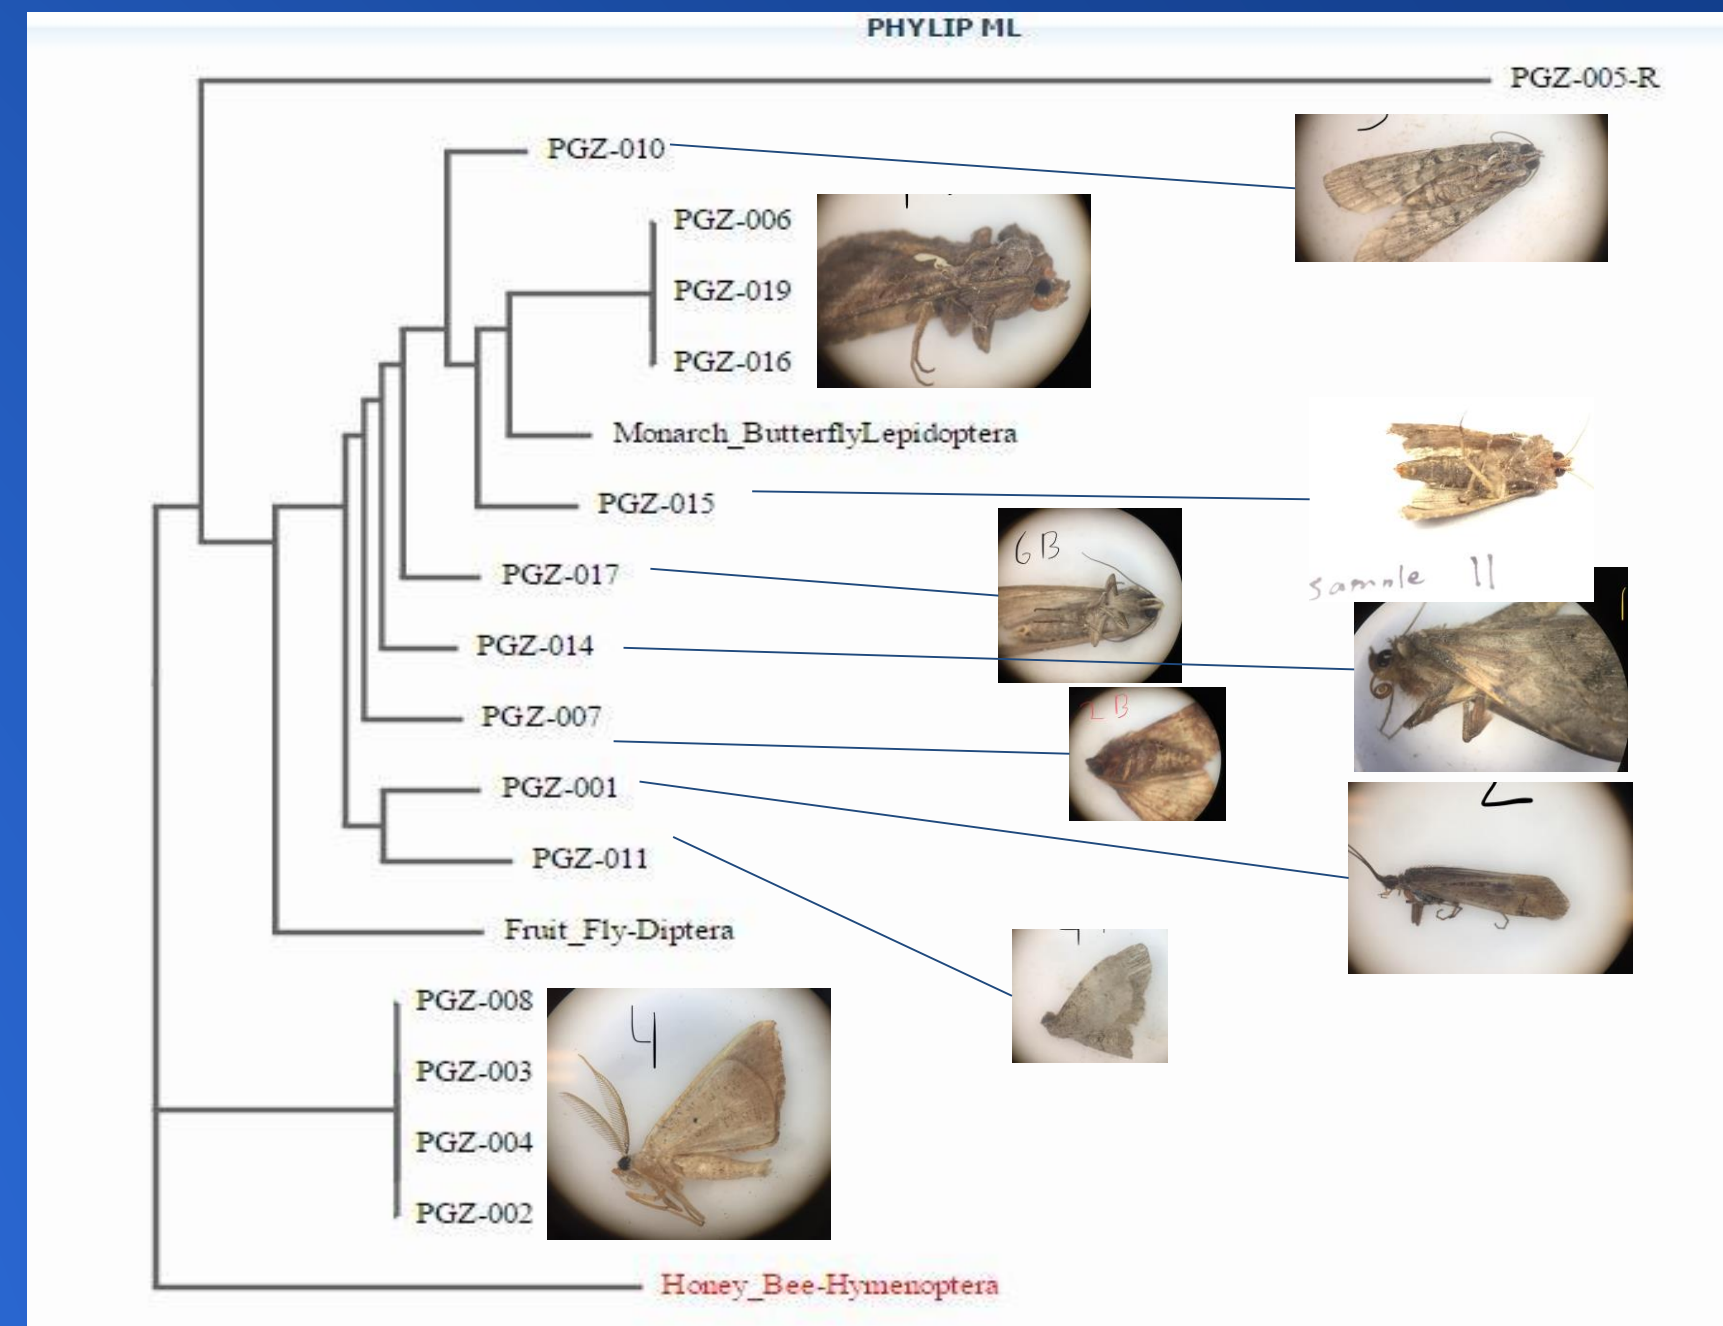 PHYLIP ML
PGZ-005-R
PGZ-010
PGZ-006
PGZ-019
PGZ-016
Monarch_ButterflyLepidoptera
PGZ-015
6B
PGZ-017
sample 11
PGZ-014
2B
PGZ-007
PGZ-001
PGZ-011
Fruit_Fly-Diptera
PGZ-008
4
PGZ-003
PGZ-004
PGZ-002
Honey_Bee-Hymenoptera